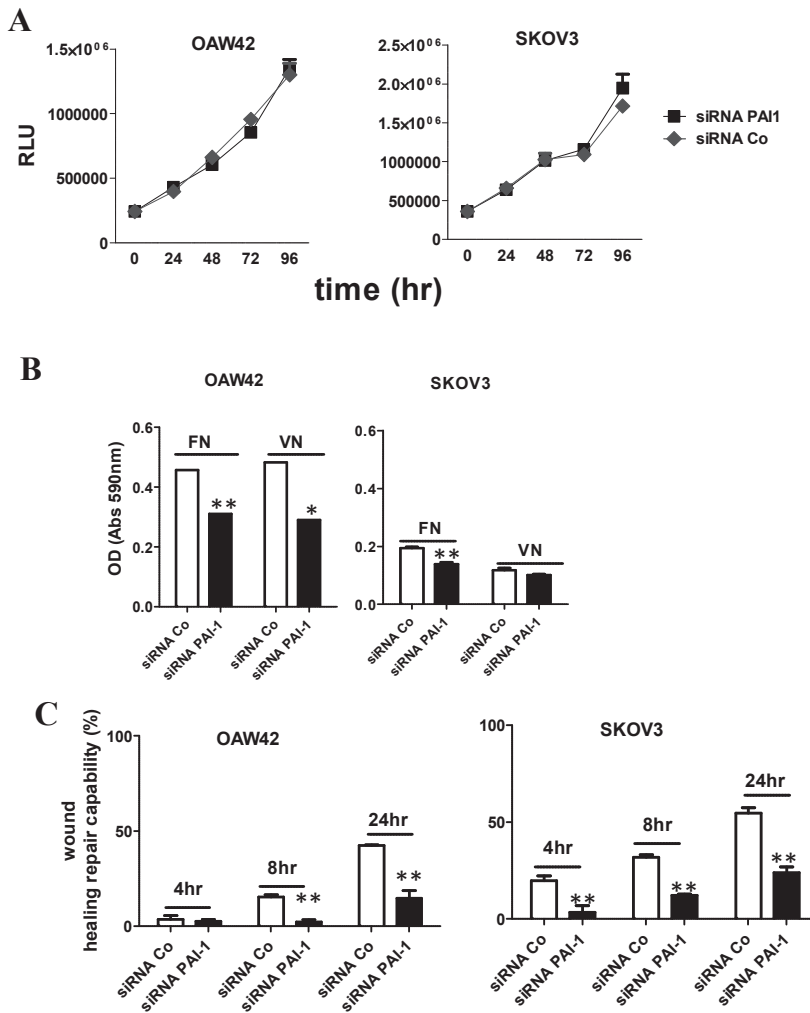 A
OAW42
SKOV3
RLU
1.5×10⁰⁶
1000000
500000
0
0 24 48 72 96
2.5×10⁰⁶
2.0×10⁰⁶
1.5×10⁰⁶
1000000
500000
0
0 24 48 72 96
siRNA PAI1
siRNA Co
time (hr)
B
OAW42
SKOV3
OD (Abs 590nm)
0.6
0.4
0.2
0.0
FN
VN
**
*
siRNA Co
siRNA PAI-1
siRNA Co
siRNA PAI-1
0.6
0.4
0.2
0.0
FN
VN
**
siRNA Co
siRNA PAI-1
siRNA Co
siRNA PAI-1
C
OAW42
SKOV3
wound
healing repair capability (%)
100
50
0
4hr
8hr
24hr
**
**
siRNA Co
siRNA PAI-1
siRNA Co
siRNA PAI-1
siRNA Co
siRNA PAI-1
100
50
0
4hr
8hr
24hr
**
**
**
siRNA Co
siRNA PAI-1
siRNA Co
siRNA PAI-1
siRNA Co
siRNA PAI-1